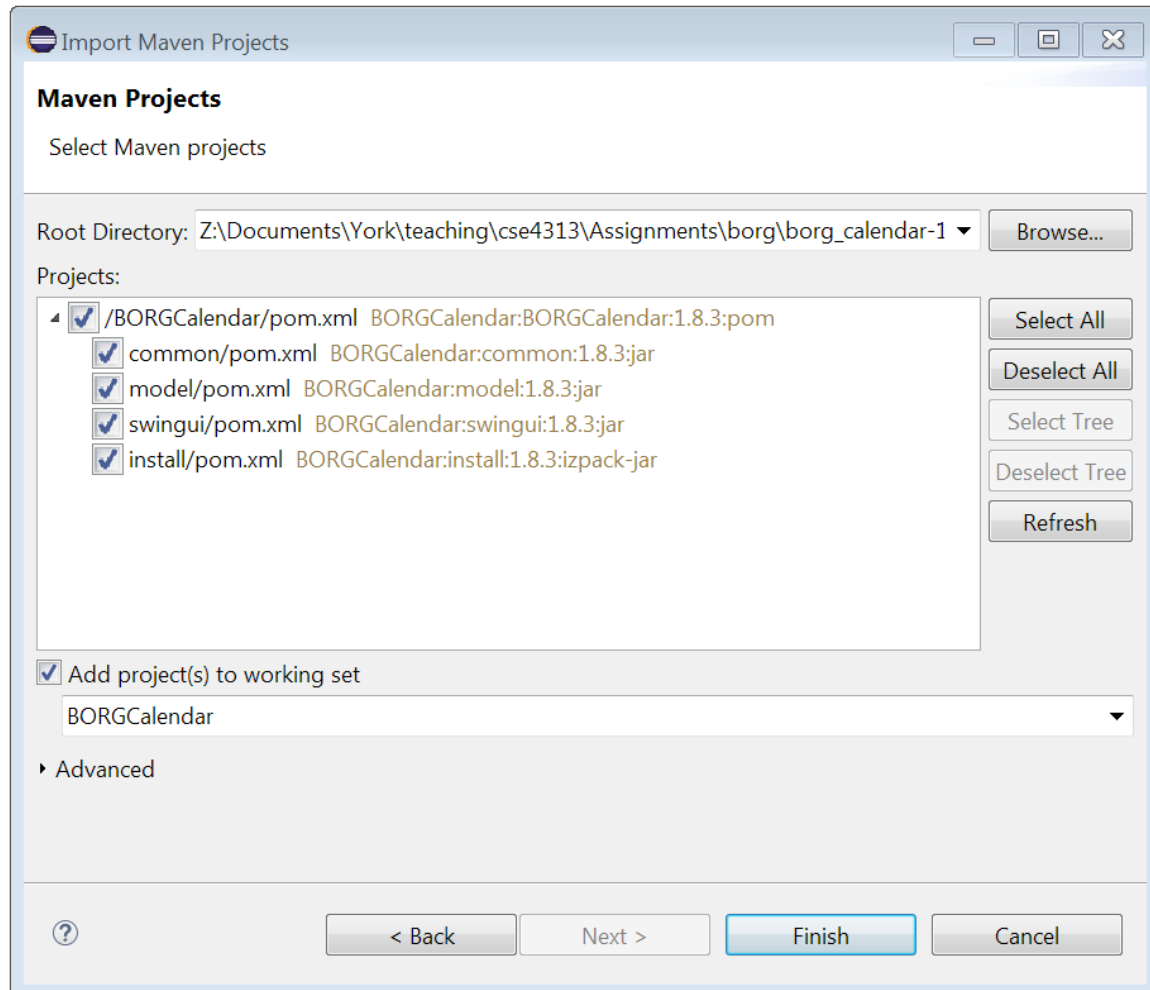 Import Maven Projects
Maven Projects
Select Maven projects
Root Directory: Z:\Documents\York\teaching\cse4313\Assignments\borg\borg_calendar-1 Browse...
Projects:
/BORGCalendar/pom.xml BORGCalendar:BORGCalendar:1.8.3:pom Select All
common/pom.xml BORGCalendar:common:1.8.3:jar
model/pom.xml BORGCalendar:model:1.8.3:jar Deselect All
swingui/pom.xml BORGCalendar:swingui:1.8.3:jar Select Tree
install/pom.xml BORGCalendar:install:1.8.3:izpack-jar Deselect Tree
Refresh
Add project(s) to working set
BORGCalendar
Advanced
? < Back Next > Finish Cancel